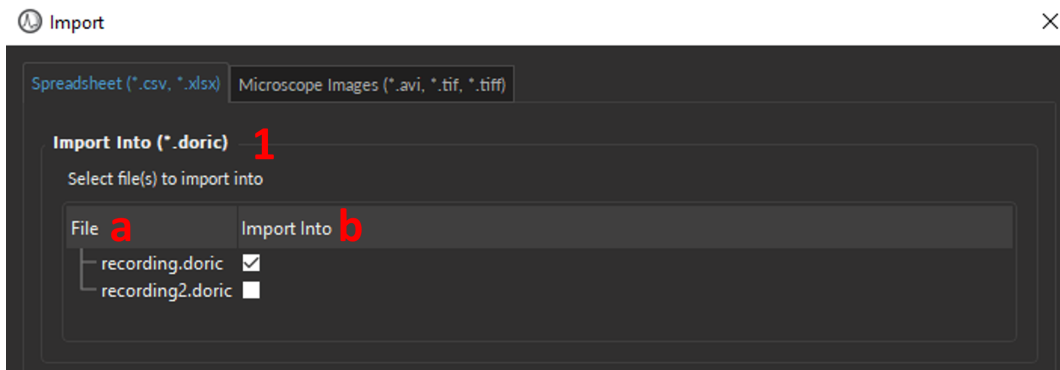 Import
Spreadsheet (*.csv, *.xlsx) Microscope Images (*.avi, *.tif, *.tiff)
Import Into (*.doric) 1
Select file(s) to import into
File a Import Into b
recording.doric
recording2.doric